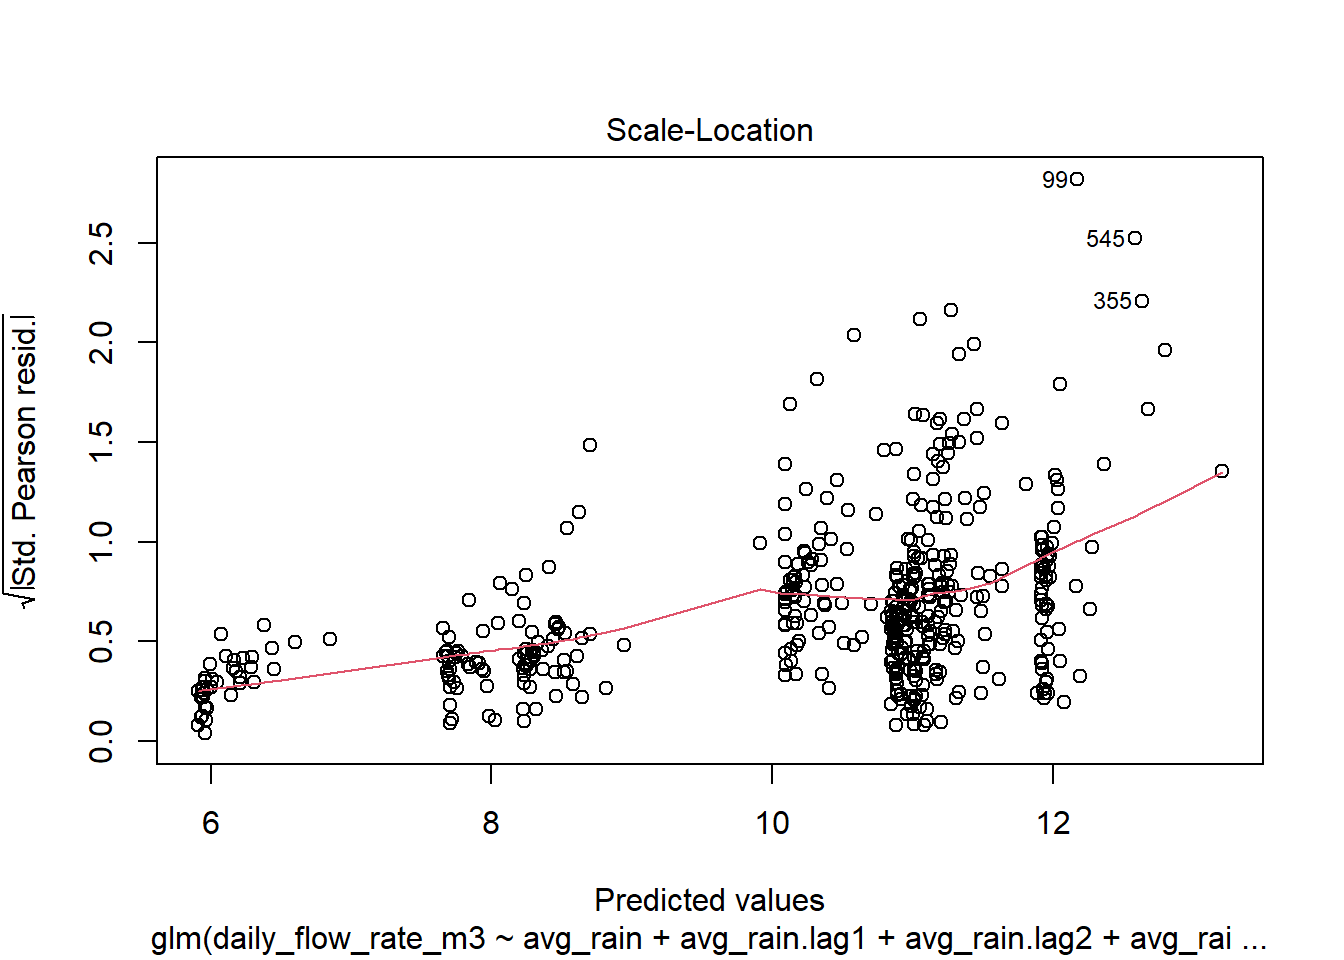 Scale-Location
99
545
355
2.5
2.0
1.5
1.0
0.5
0.0
√|Std. Pearson resid.|
6 8 10 12
Predicted values
glm(daily_flow_rate_m3 ~ avg_rain + avg_rain.lag1 + avg_rain.lag2 + avg_rai ...